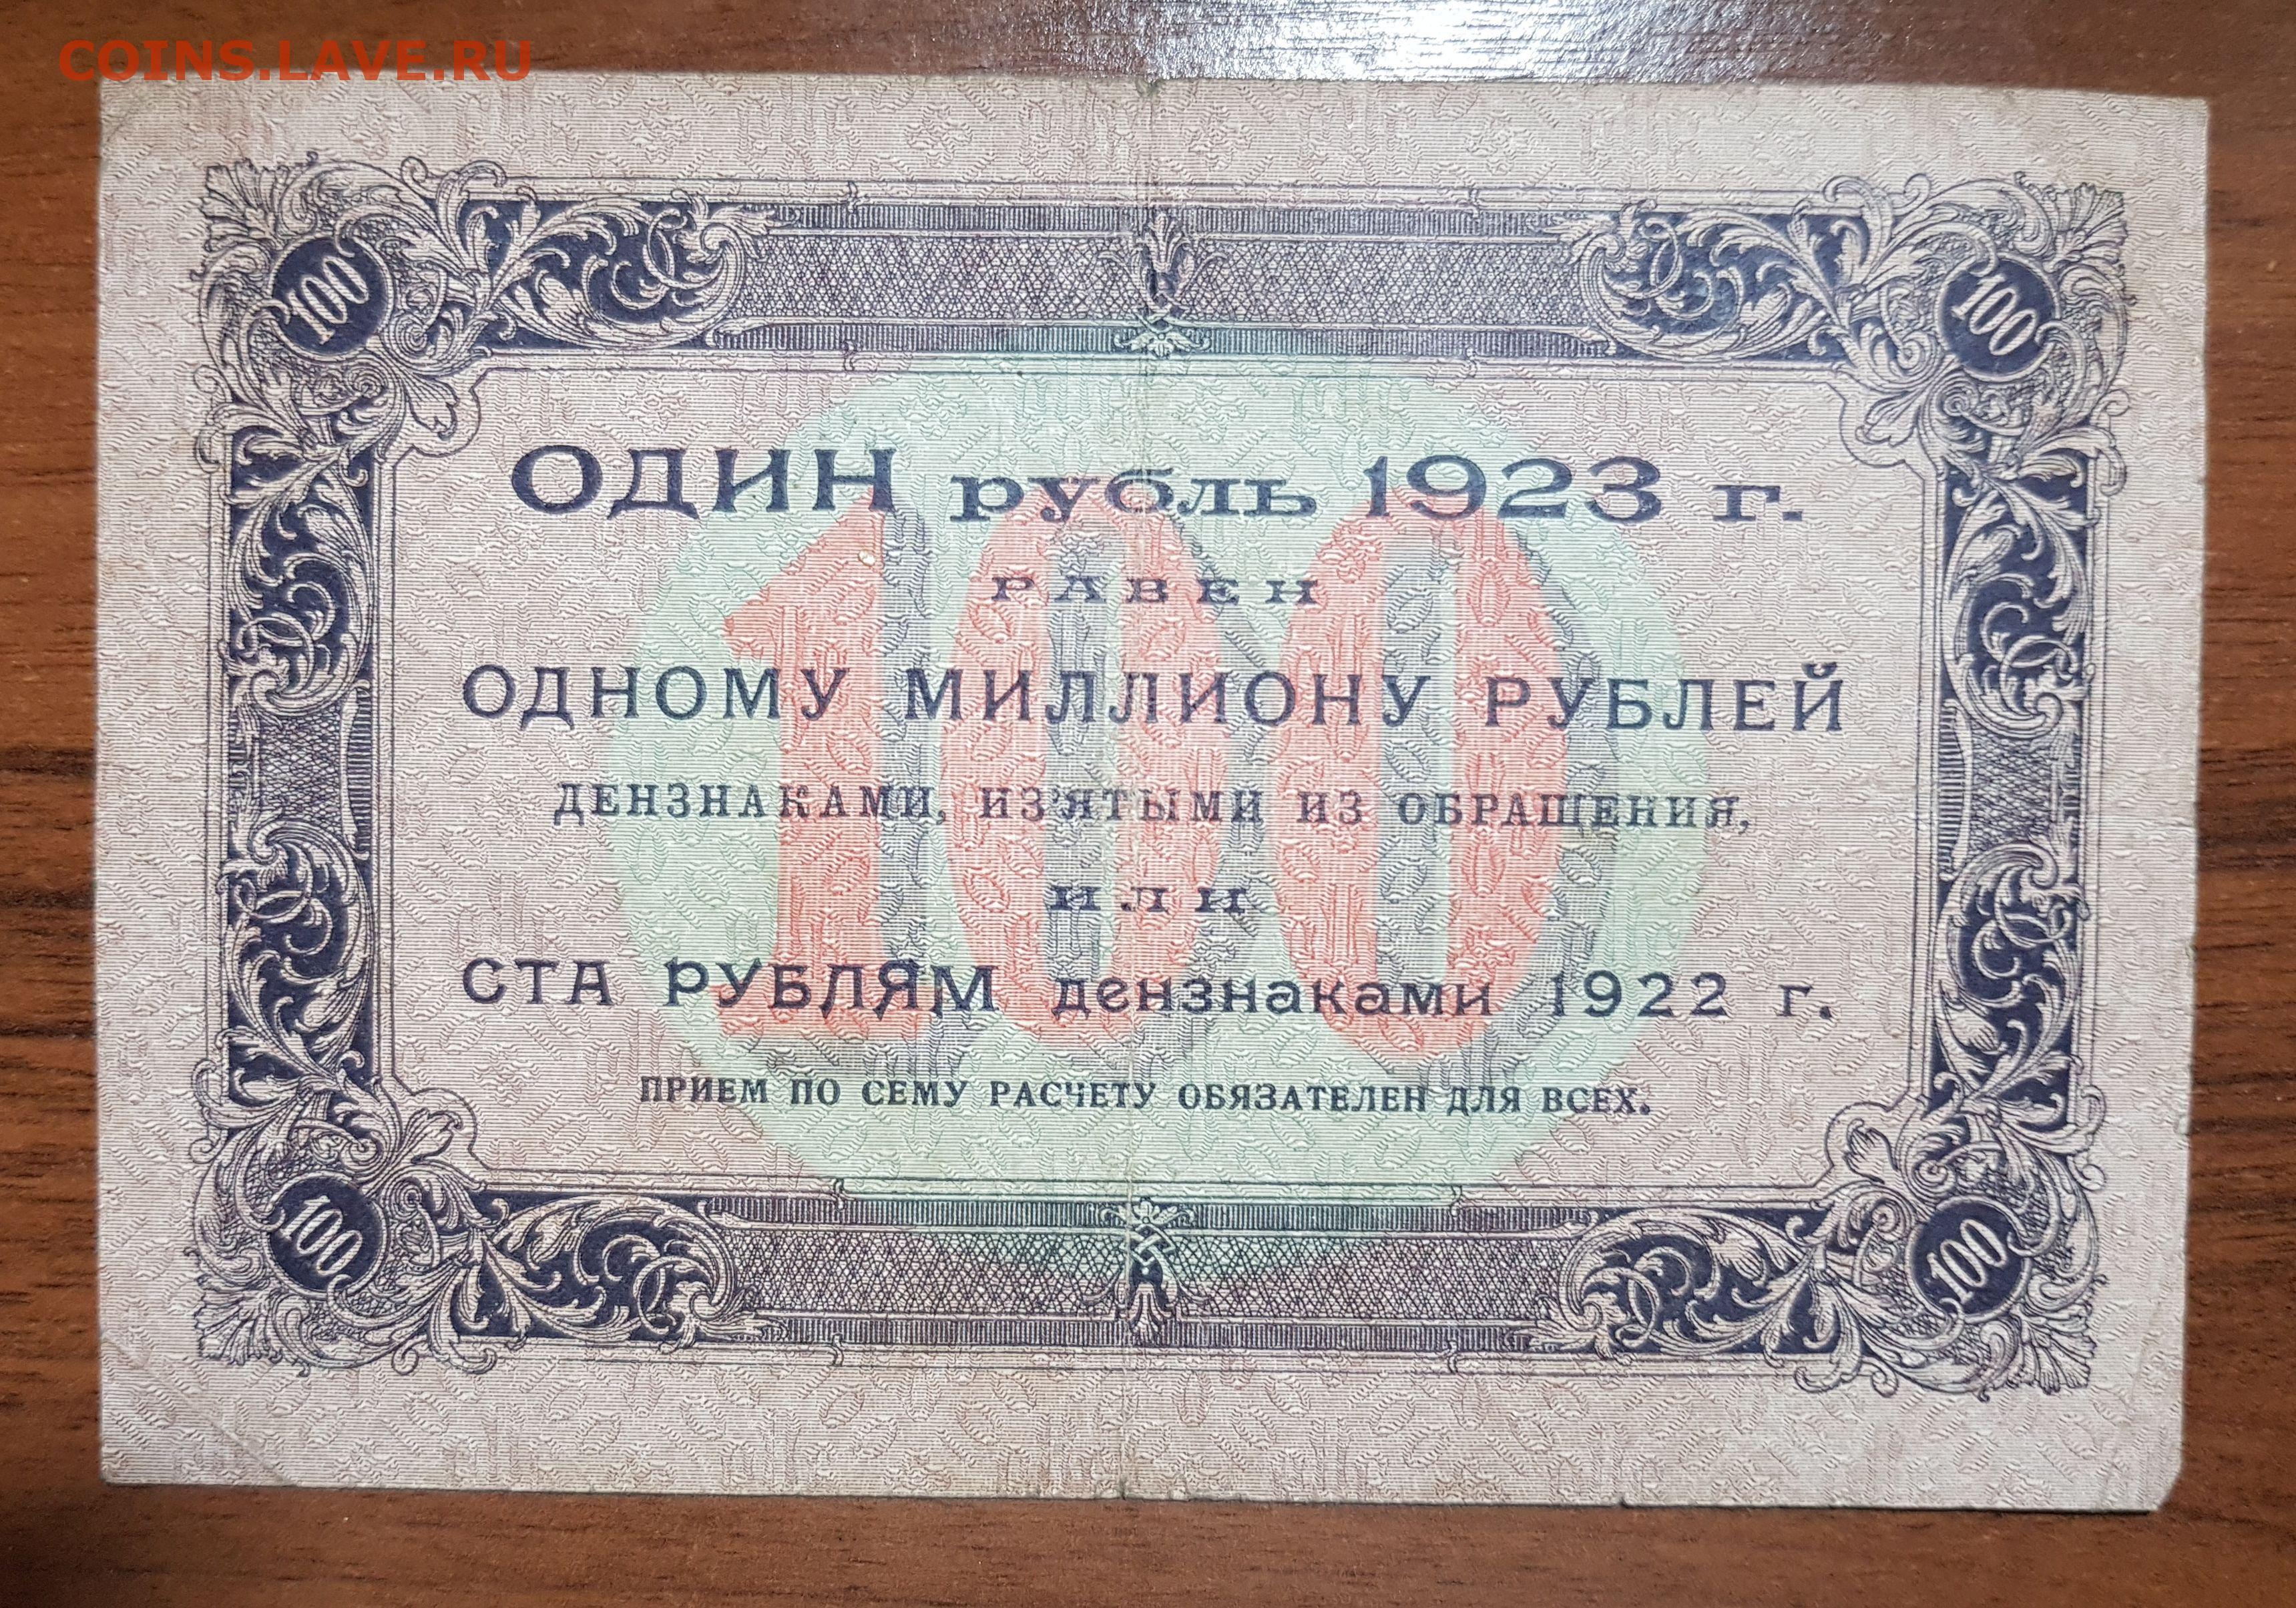 COINS.LAVE.RU
100 100
ОДИН рубль 1923 г.
РАВЕН
100
ОДНОМУ МИЛЛИОНУ РУБЛЕЙ
ДЕНЗНАКАМИ, ИЗ'ЯТЫМИ ИЗ ОБРАЩЕНИЯ,
или
СТА РУБЛЯМ дензнаками 1922 г.
ПРИЕМ ПО СЕМУ РАСЧЕТУ ОБЯЗАТЕЛЕН ДЛЯ ВСЕХ.
100 100